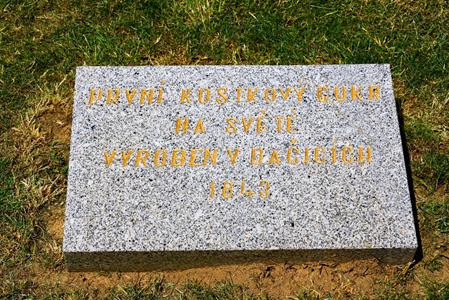 PRVNÍ KOSTKOVÝ CUKR
NA SVĚTĚ
VYROBEN V DAČICÍCH
1843